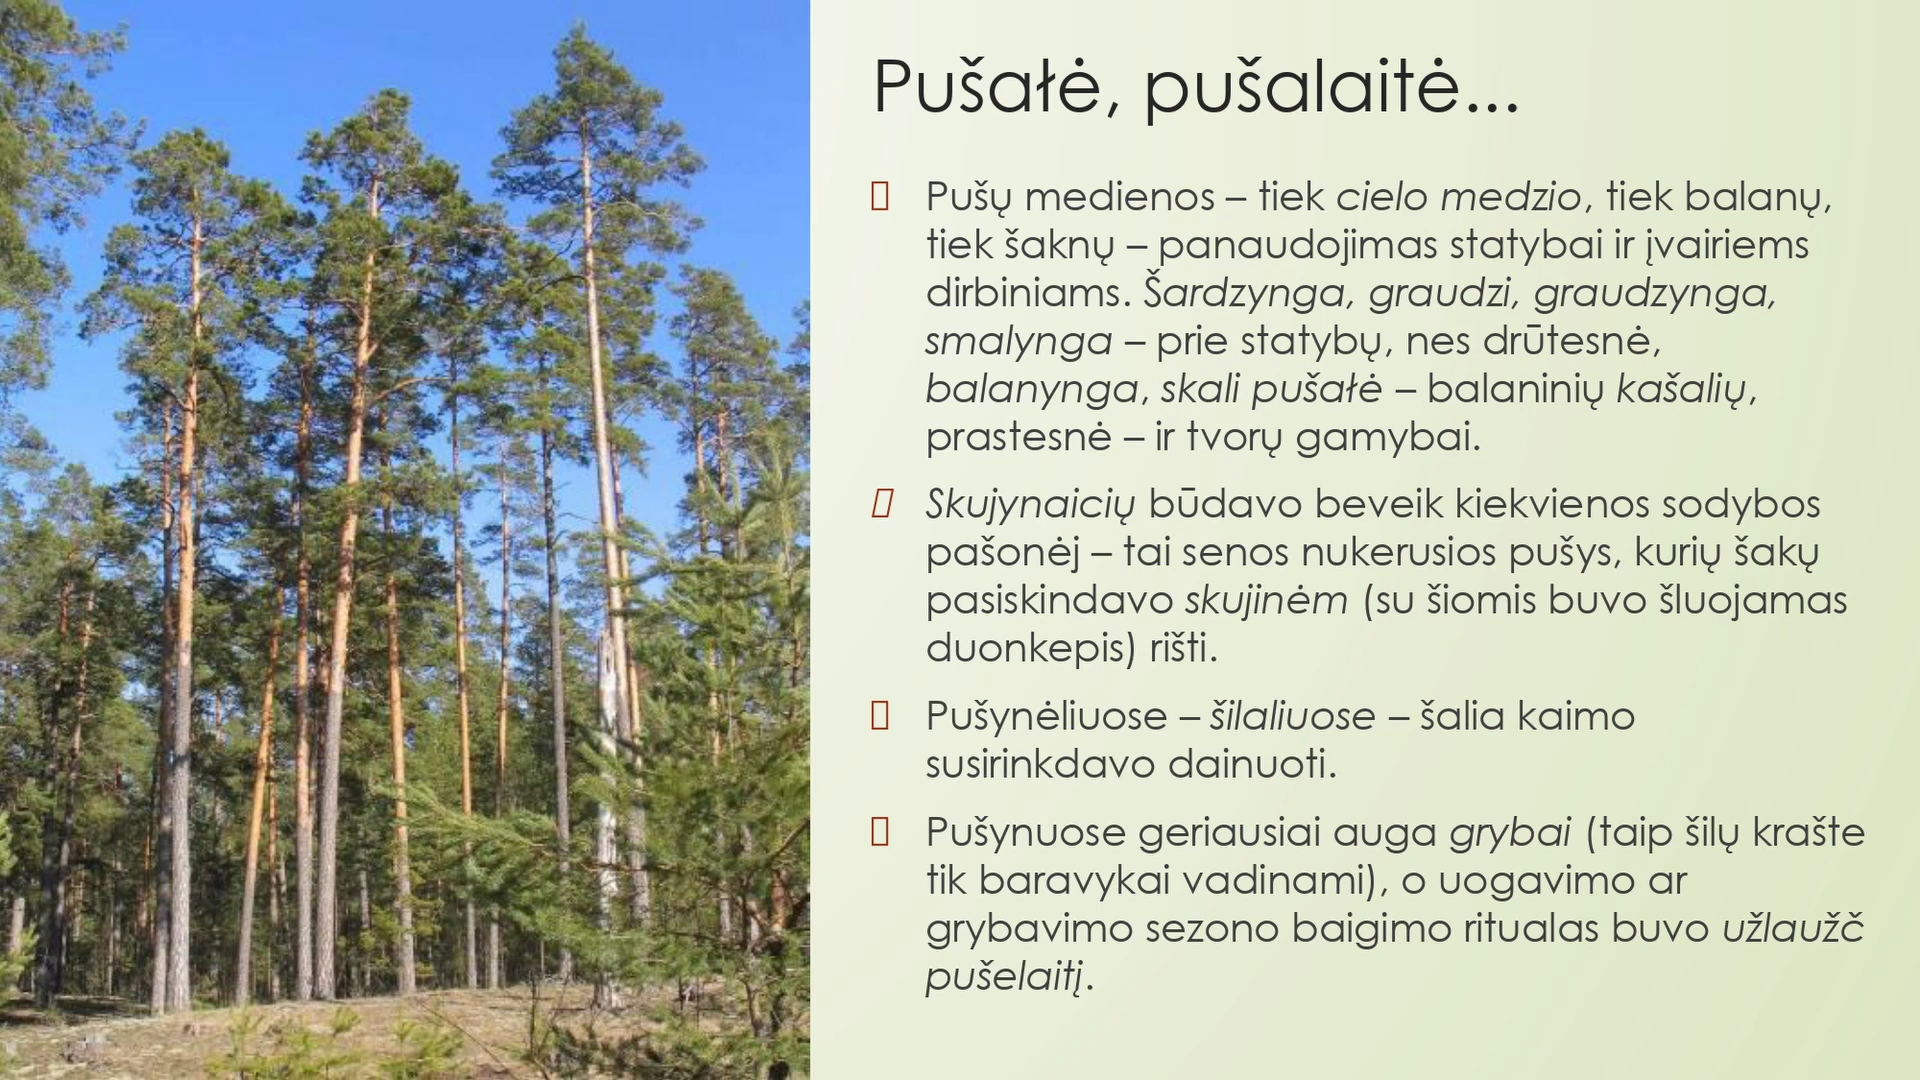 Pušałė, pušalaitė...
Pušų medienos – tiek cielo medzio, tiek balanų,
tiek šaknų – panaudojimas statybai ir įvairiems
dirbiniams. Šardzynga, graudzi, graudzynga,
smalynga – prie statybų, nes drūtesnė,
balanynga, skali pušałė – balaninių kašalių,
prastesnė – ir tvorų gamybai.
Skujynaicių būdavo beveik kiekvienos sodybos
pašonėj – tai senos nukerusios pušys, kurių šakų
pasiskindavo skujinėm (su šiomis buvo šluojamas
duonkepis) rišti.
Pušynėliuose – šilaliuose – šalia kaimo
susirinkdavo dainuoti.
Pušynuose geriausiai auga grybai (taip šilų krašte
tik baravykai vadinami), o uogavimo ar
grybavimo sezono baigimo ritualas buvo užlaužč
pušelaitį.